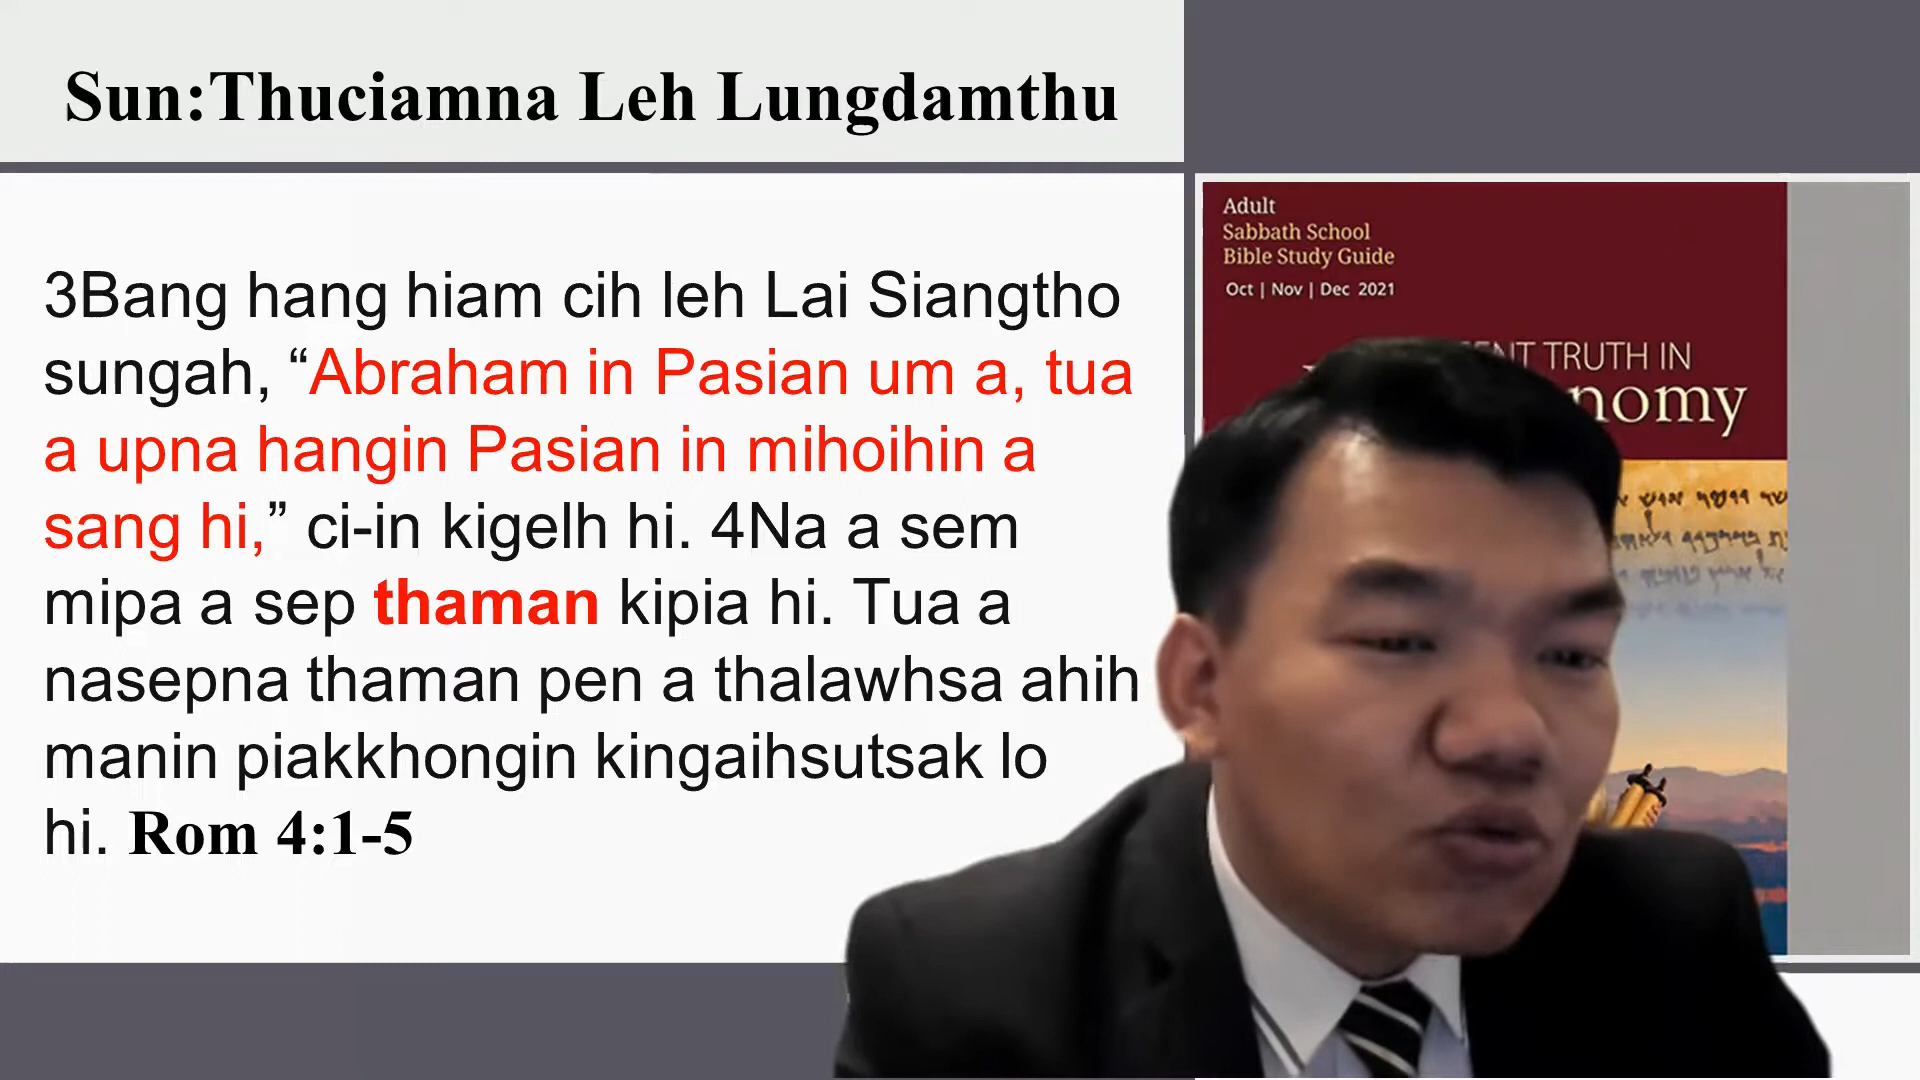 Sun:Thuciamna Leh Lungdamthu
3Bang hang hiam cih leh Lai Siangtho
sungah, “Abraham in Pasian um a, tua
a upna hangin Pasian in mihoihin a
sang hi,” ci-in kigelh hi. 4Na a sem
mipa a sep thaman kipia hi. Tua a
nasepna thaman pen a thalawhsa ahih
manin piakkhongin kingaihsutsak lo
hi. Rom 4:1-5
Adult
Sabbath School
Bible Study Guide
Oct | Nov | Dec 2021
TRUTH IN